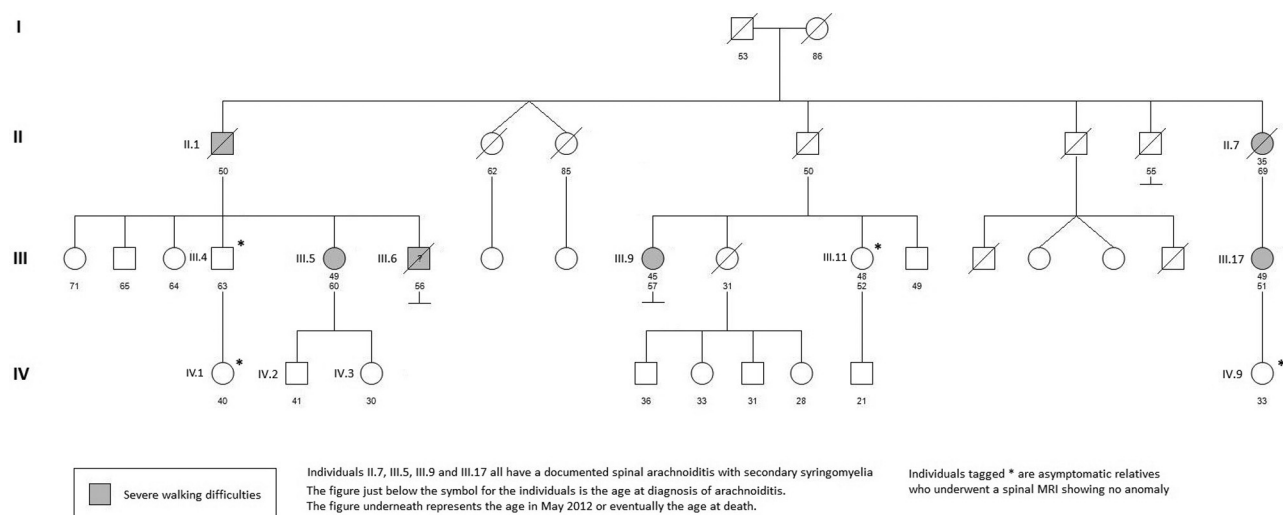 I
53 86
II
II.1 II.7
35
50 62 85 50 55 69
III
III.4 * III.5 III.6 ? III.9 III.11 * III.17
49 45 48 49
71 65 64 63 60 56 57 31 52 49 51
IV
IV.1 * IV.2 IV.3 IV.9 *
40 41 30 36 33 31 28 21 33
Severe walking difficulties
Individuals II.7, III.5, III.9 and III.17 all have a documented spinal arachnoiditis with secondary syringomyelia
The figure just below the symbol for the individuals is the age at diagnosis of arachnoiditis.
The figure underneath represents the age in May 2012 or eventually the age at death.
Individuals tagged * are asymptomatic relatives
who underwent a spinal MRI showing no anomaly